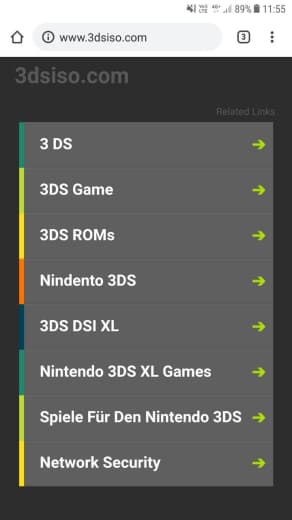 89% 11:55
www.3dsiso.com 3
3dsiso.com
Related Links
3 DS
3DS Game
3DS ROMs
Nindento 3DS
3DS DSI XL
Nintendo 3DS XL Games
Spiele Für Den Nintendo 3DS
Network Security